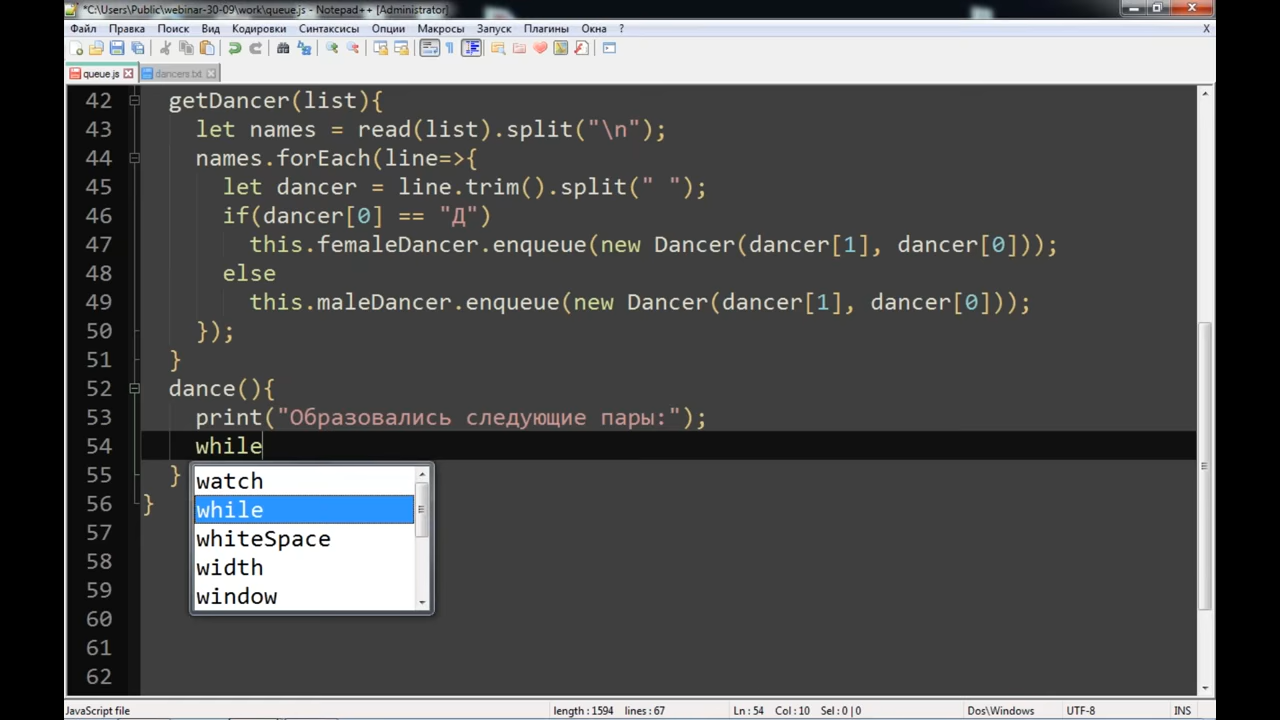 *C:\Users\Public\webinar-30-09\work\queue.js - Notepad++ [Administrator]
Файл Правка Поиск Вид Кодировки Синтаксисы Опции Макросы Запуск Плагины Окна ? X
queue.js dancers.txt
42 getDancer(list){
43 let names = read(list).split("\n");
44 names.forEach(line=>{
45 let dancer = line.trim().split(" ");
46 if(dancer[0] == "Д")
47 this.femaleDancer.enqueue(new Dancer(dancer[1], dancer[0]));
48 else
49 this.maleDancer.enqueue(new Dancer(dancer[1], dancer[0]));
50 });
51 }
52 dance(){
53 print("Образовались следующие пары:");
54 while
55 }
56 }
57
58
59
60
61
62
watch
while
whiteSpace
width
window
JavaScript file length : 1594 lines : 67 Ln : 54 Col : 10 Sel : 0 | 0 Dos\Windows UTF-8 INS